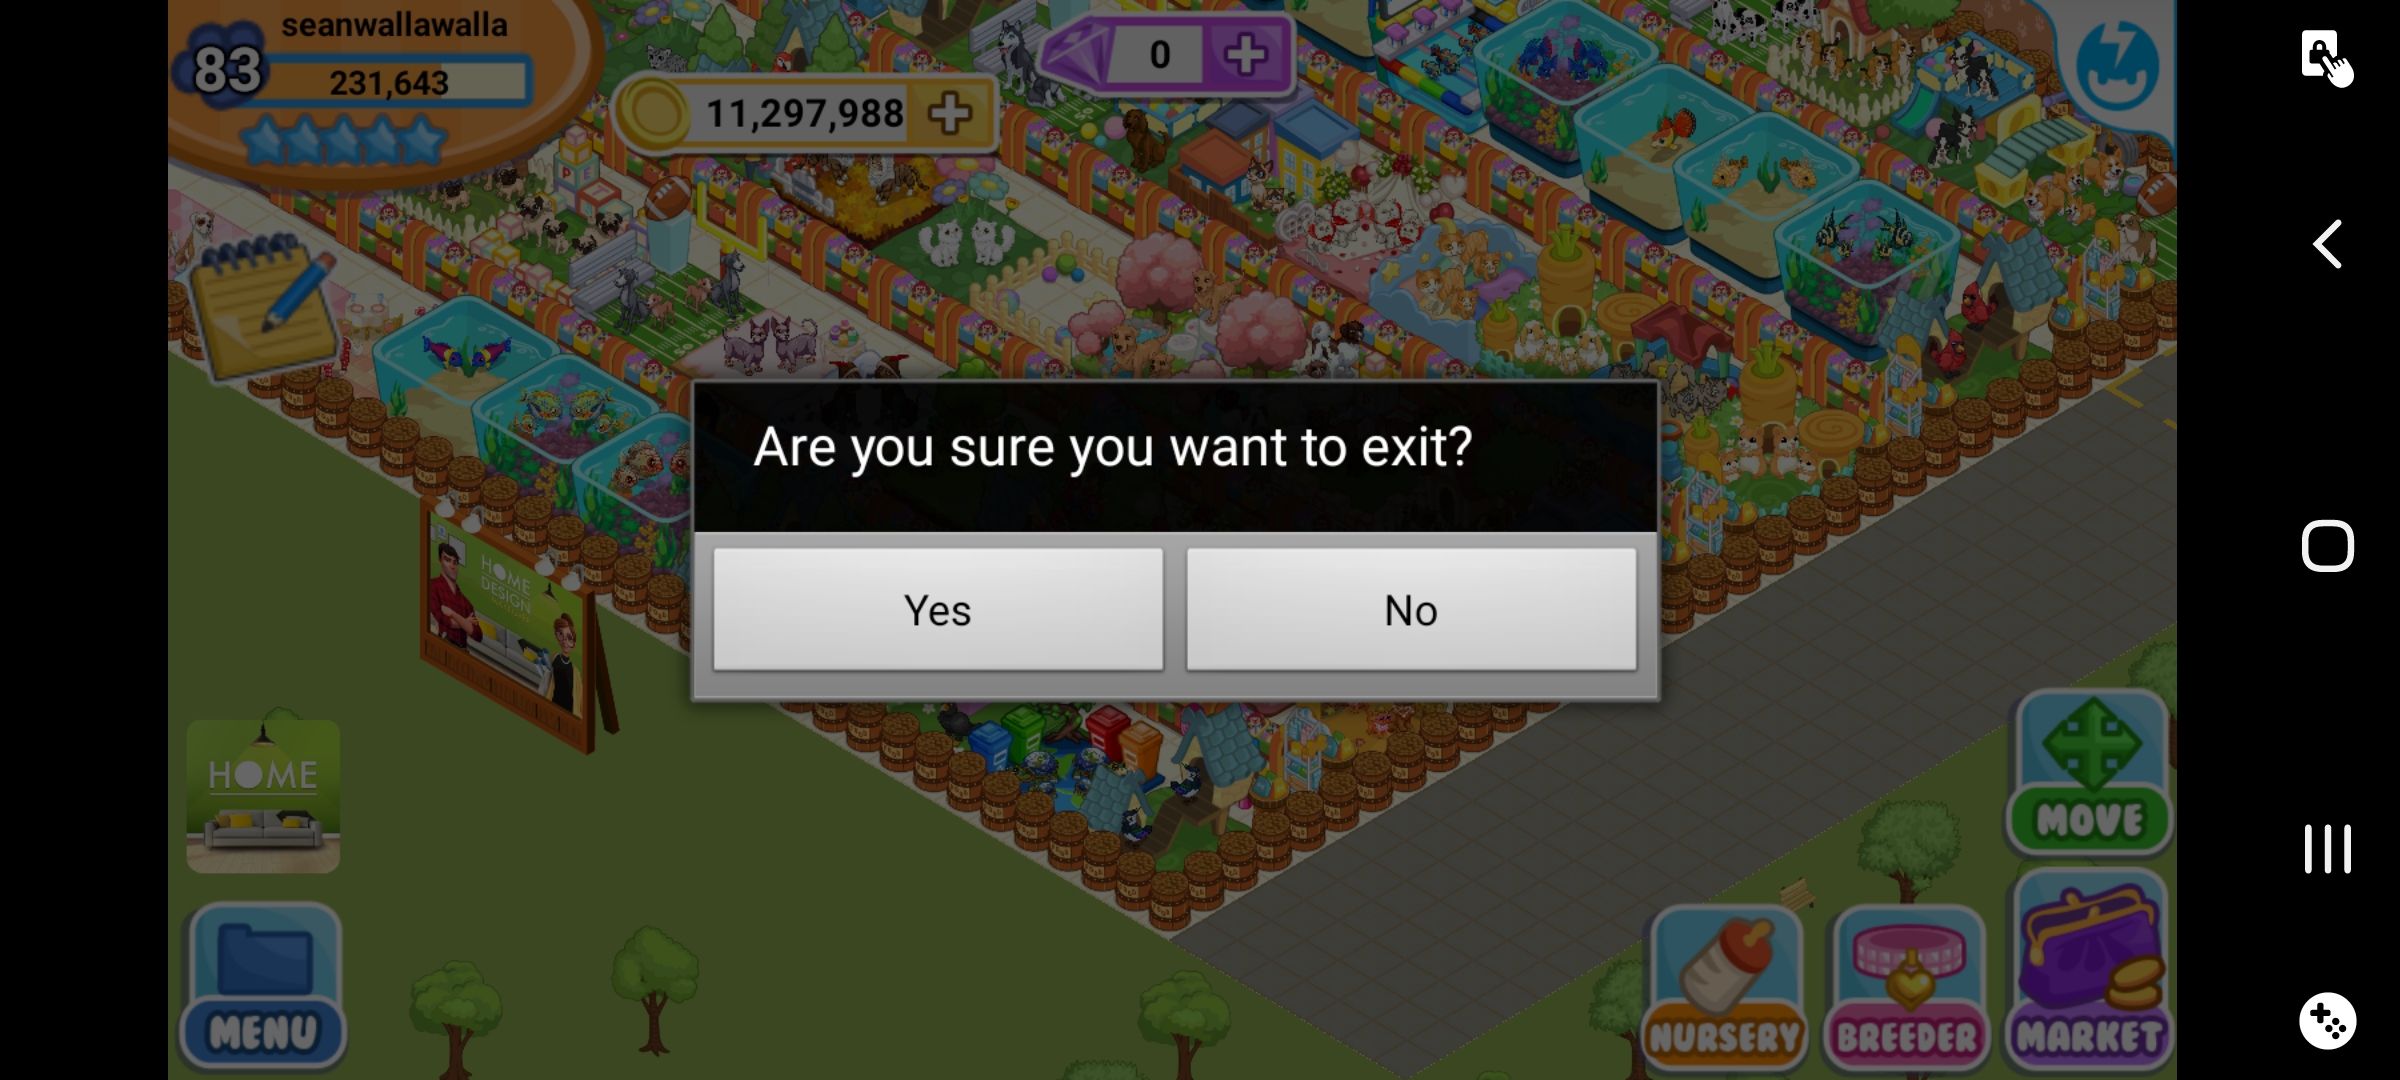 seanwallawalla
83
231,643
0
11,297,988
Are you sure you want to exit?
Yes
No
HOME
DESIGN
HOME
MOVE
MENU
NURSERY
BREEDER
MARKET